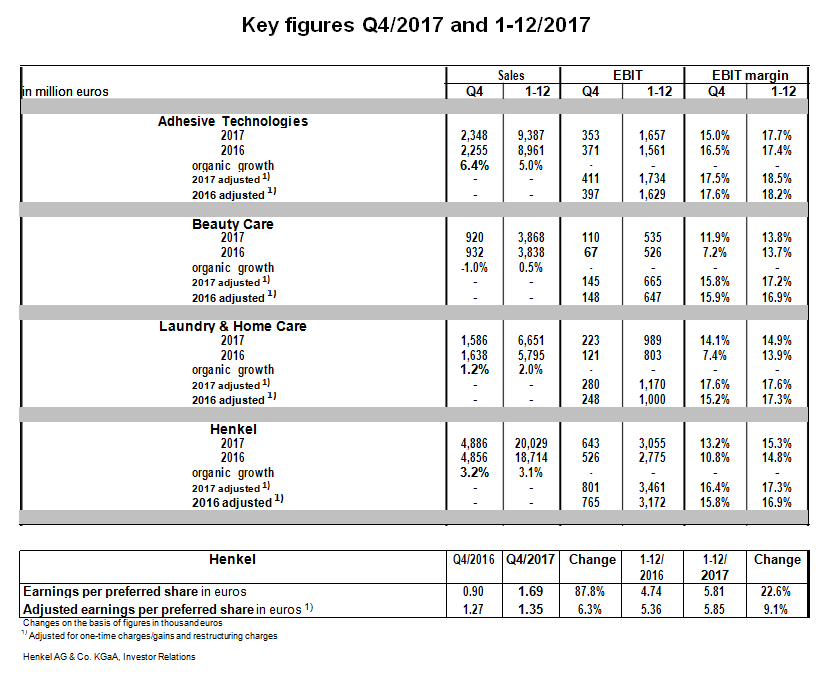 Key figures Q4/2017 and 1-12/2017
Sales EBIT EBIT margin
in million euros Q4 1-12 Q4 1-12 Q4 1-12
Adhesive Technologies
2017 2,348 9,387 353 1,657 15.0% 17.7%
2016 2,255 8,961 371 1,561 16.5% 17.4%
organic growth 6.4% 5.0% - - - -
2017 adjusted 1) - - 411 1,734 17.5% 18.5%
2016 adjusted 1) - - 397 1,629 17.6% 18.2%
Beauty Care
2017 920 3,868 110 535 11.9% 13.8%
2016 932 3,838 67 526 7.2% 13.7%
organic growth -1.0% 0.5% - - - -
2017 adjusted 1) - - 145 665 15.8% 17.2%
2016 adjusted 1) - - 148 647 15.9% 16.9%
Laundry & Home Care
2017 1,586 6,651 223 989 14.1% 14.9%
2016 1,638 5,795 121 803 7.4% 13.9%
organic growth 1.2% 2.0% - - - -
2017 adjusted 1) - - 280 1,170 17.6% 17.6%
2016 adjusted 1) - - 248 1,000 15.2% 17.3%
Henkel
2017 4,886 20,029 643 3,055 13.2% 15.3%
2016 4,856 18,714 526 2,775 10.8% 14.8%
organic growth 3.2% 3.1% - - - -
2017 adjusted 1) - - 801 3,461 16.4% 17.3%
2016 adjusted 1) - - 765 3,172 15.8% 16.9%
Henkel Q4/2016 Q4/2017 Change 1-12/ 1-12/ Change
2016 2017
Earnings per preferred share in euros 0.90 1.69 87.8% 4.74 5.81 22.6%
Adjusted earnings per preferred share in euros 1) 1.27 1.35 6.3% 5.36 5.85 9.1%
Changes on the basis of figures in thousand euros
1) Adjusted for one-time charges/gains and restructuring charges
Henkel AG & Co. KGaA, Investor Relations